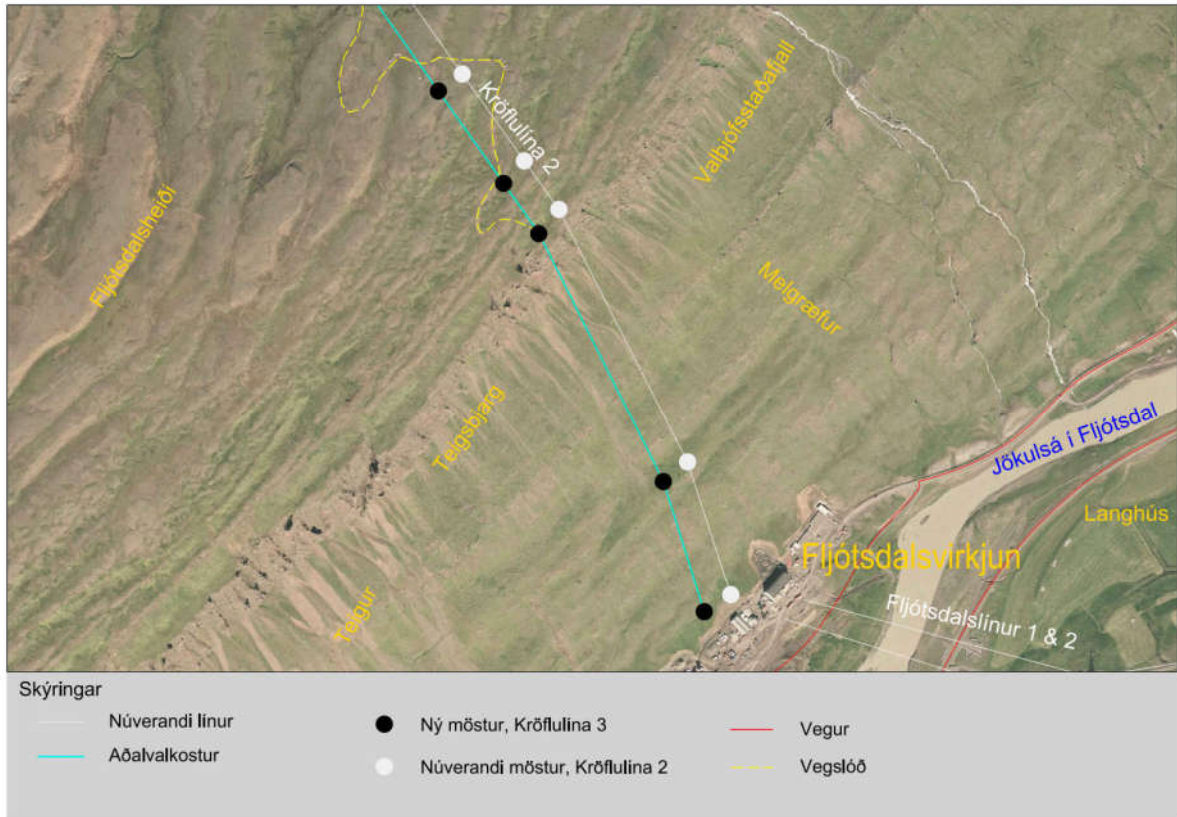 Kröflulína 2
Valþjófsstaðafjall
Fljótsdalsheiði
Melgræfur
Teigsbjarg
Jökulsá í Fljótsdal
Langhús
Fljótsdalsvirkjun
Teigur
Fljótsdalslínur 1 & 2
Skýringar
Núverandi línur
Ný möstur, Kröflulína 3
Vegur
Aðalvalkostur
Núverandi möstur, Kröflulína 2
Vegslóð